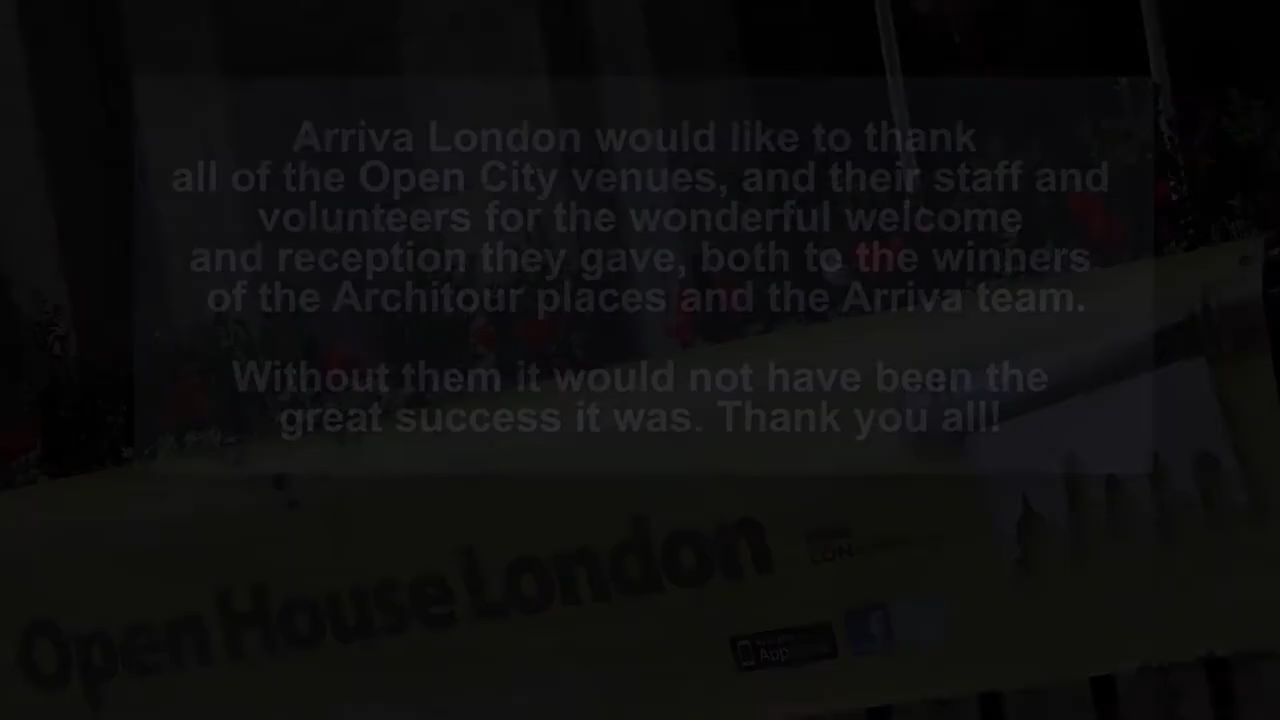 Arriva London would like to thank
all of the Open City venues, and their staff and
volunteers for the wonderful welcome
and reception they gave, both to the winners
of the Architour places and the Arriva team.
Without them it would not have been the
great success it was. Thank you all!
Open House London
LON
App